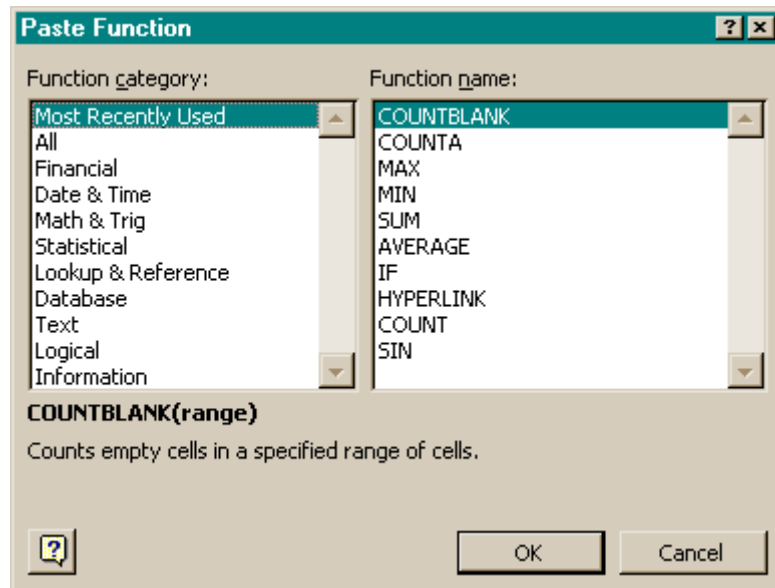 Paste Function
Function category:
Most Recently Used
All
Financial
Date & Time
Math & Trig
Statistical
Lookup & Reference
Database
Text
Logical
Information
Function name:
COUNTBLANK
COUNTA
MAX
MIN
SUM
AVERAGE
IF
HYPERLINK
COUNT
SIN
COUNTBLANK(range)
Counts empty cells in a specified range of cells.
OK
Cancel